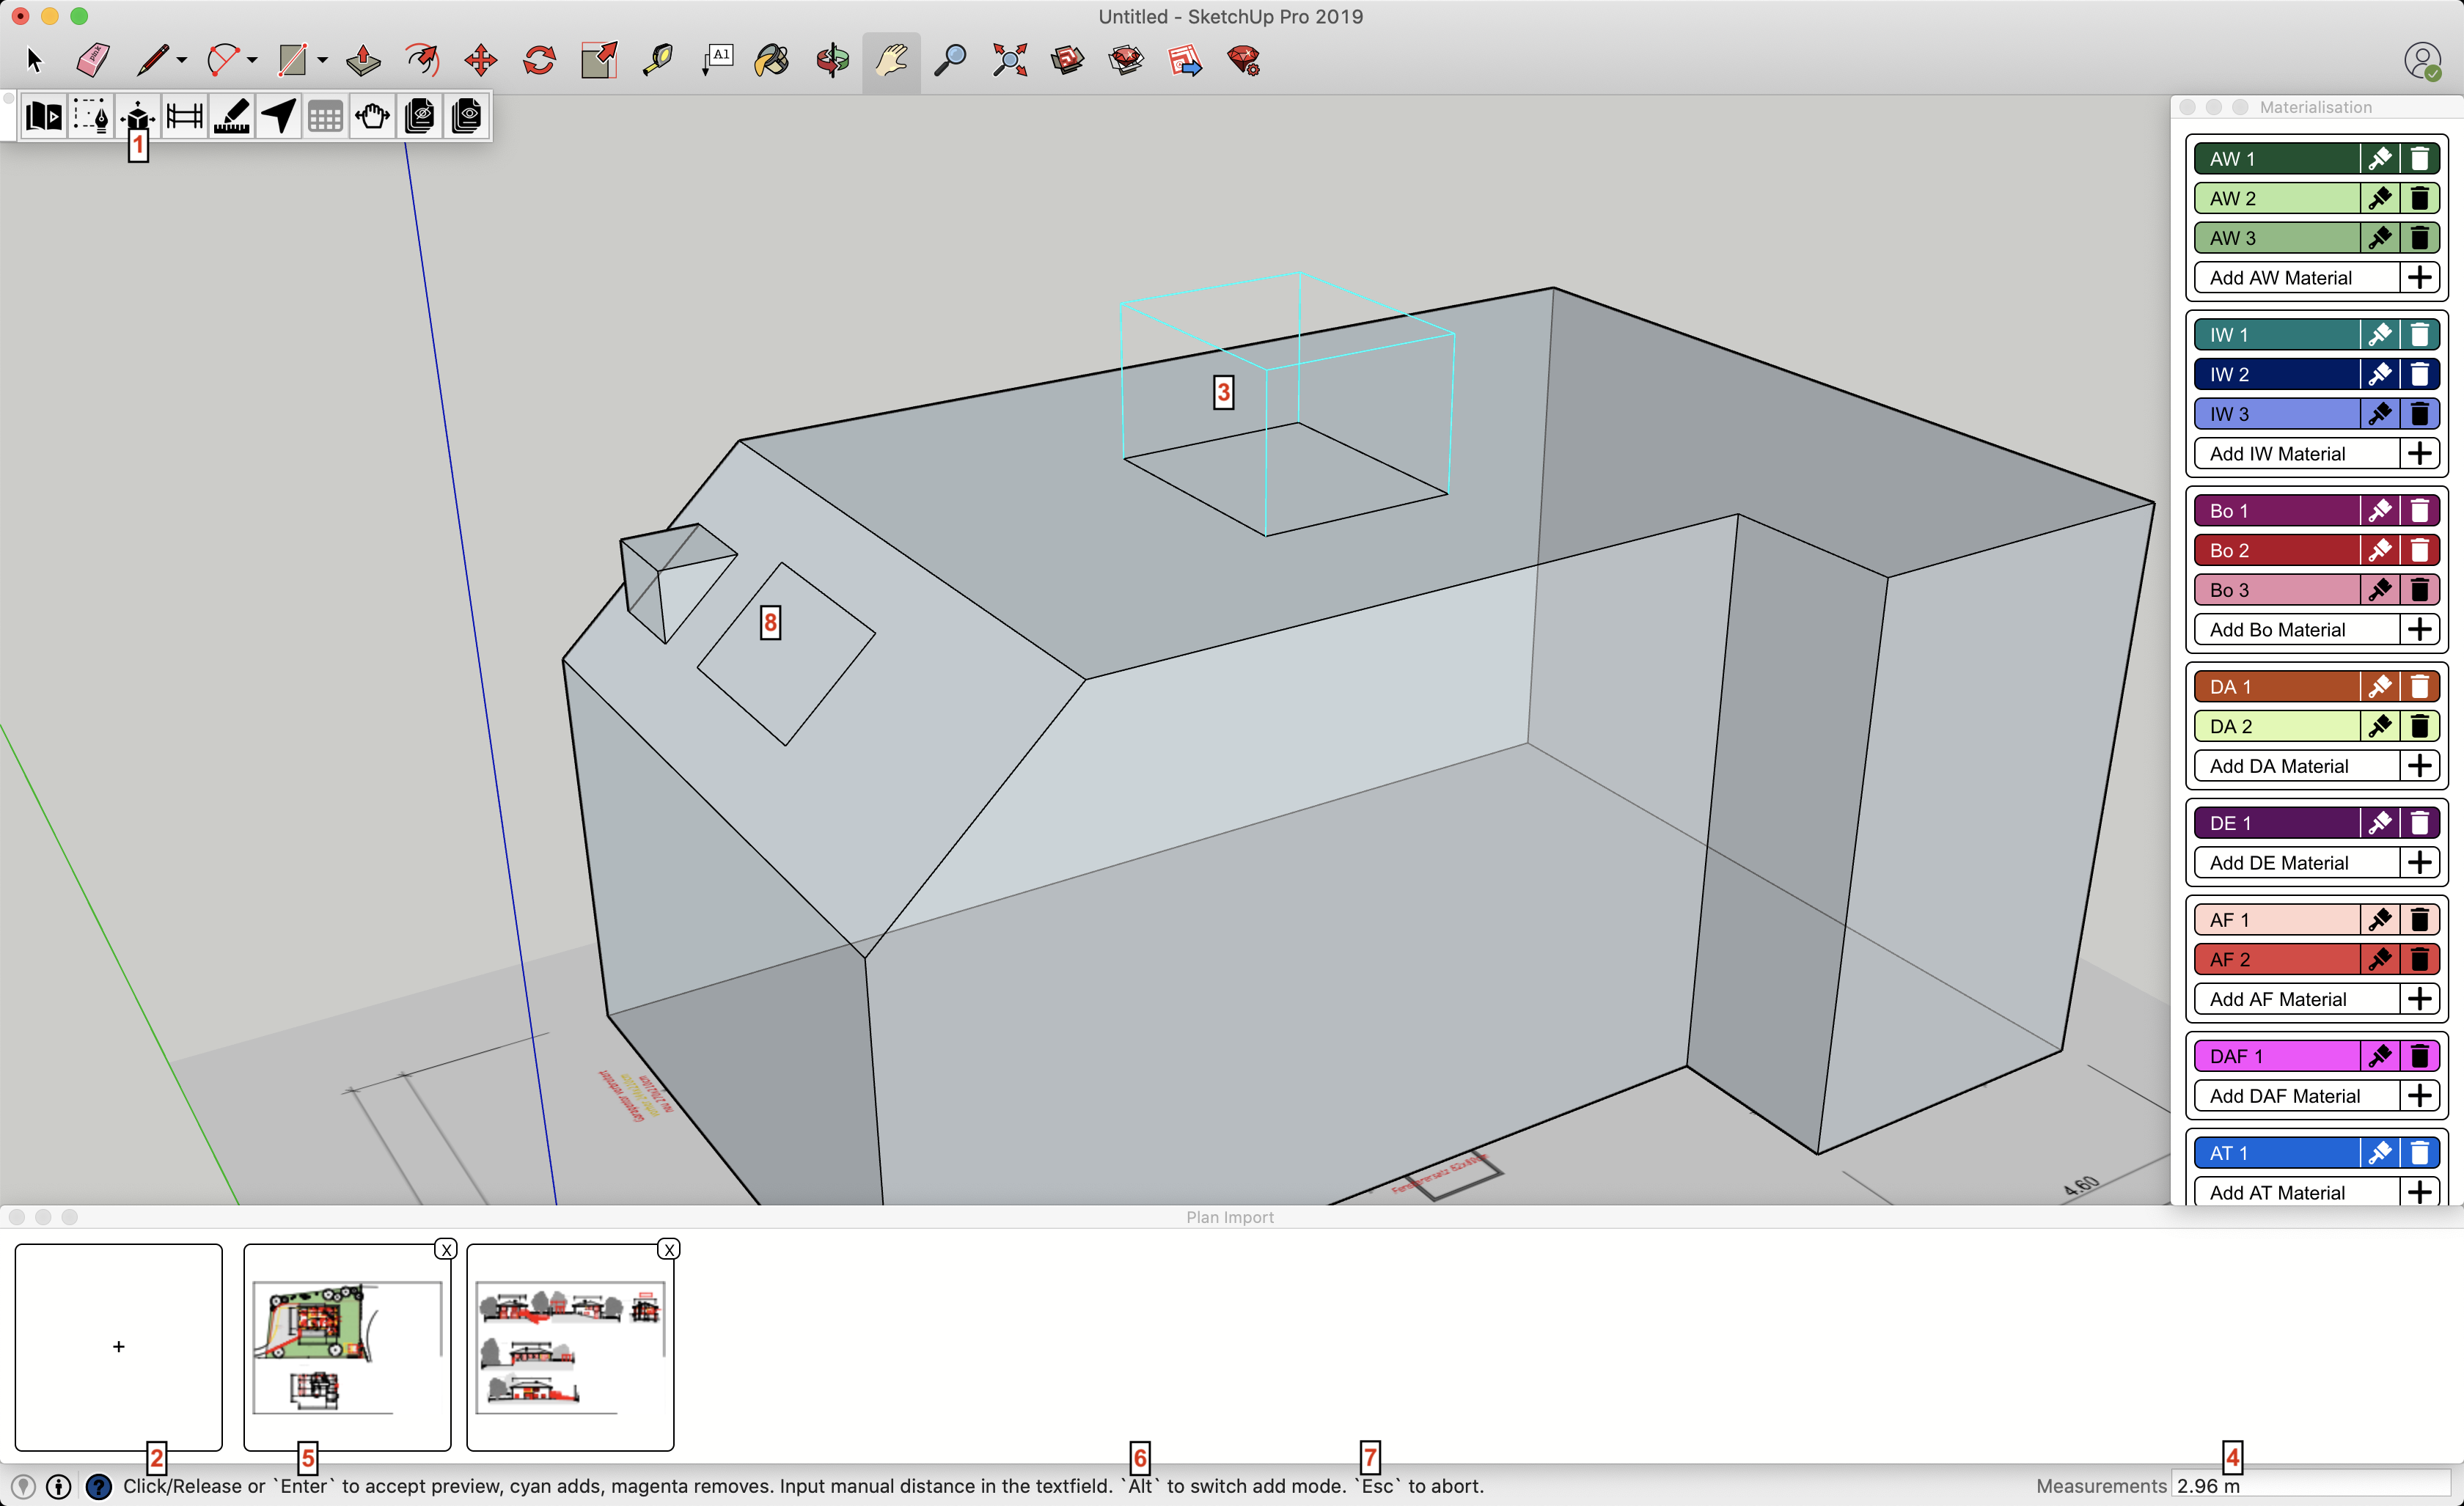 Untitled - SketchUp Pro 2019
A1
1
Materialisation
AW 1
AW 2
AW 3
Add AW Material
IW 1
IW 2
IW 3
Add IW Material
Bo 1
Bo 2
Bo 3
Add Bo Material
DA 1
DA 2
Add DA Material
DE 1
Add DE Material
AF 1
AF 2
Add AF Material
DAF 1
Add DAF Material
AT 1
Add AT Material
3
8
4.60
Plan Import
X
X
+
2
5
6
7
4
Click/Release or `Enter` to accept preview, cyan adds, magenta removes. Input manual distance in the textfield. `Alt` to switch add mode. `Esc` to abort.
Measurements 2.96 m